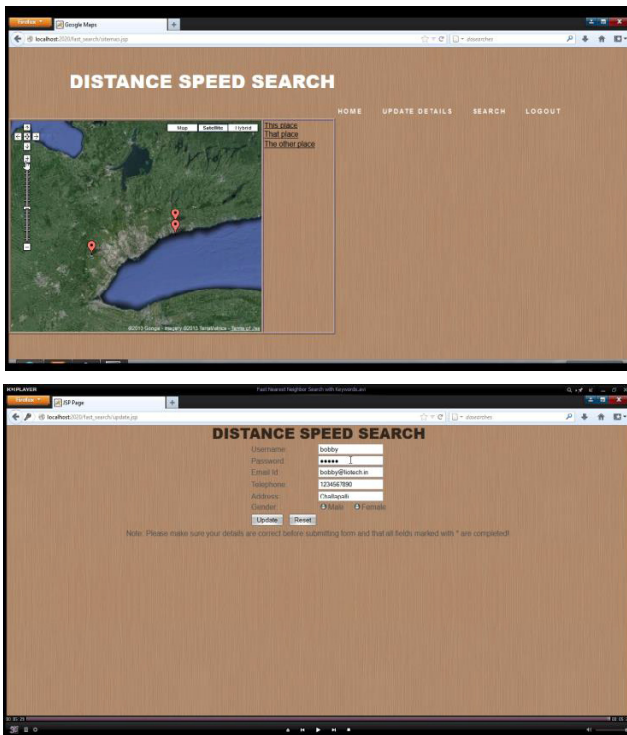 Firefox
Google Maps
+
localhost:2020/fast_search/sitemax.jsp
DISTANCE SPEED SEARCH
HOME UPDATE DETAILS SEARCH LOGOUT
Map Satellite Hybrid
This place
That place
The other place
KMPLAYER
Fast Nearest Neighbor Search with Keywords.avi
Firefox
JSP Page
+
localhost:2020/fast_search/update.jsp
DISTANCE SPEED SEARCH
Username: bobby
Password:
Email Id: bobby@liotech.in
Telephone: 1234567890
Address: Challapalli
Gender: Male Female
Update Reset
Note: Please make sure your details are correct before submitting form and that all fields marked with * are completed!